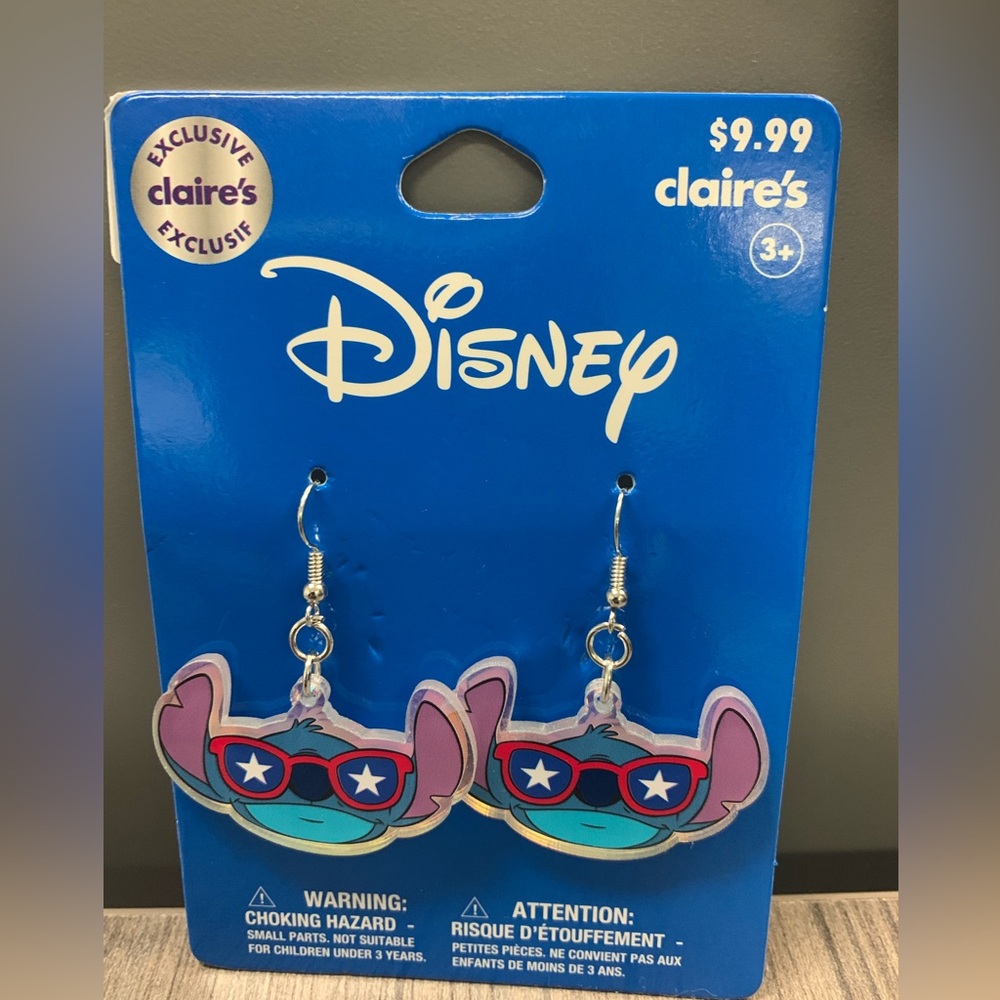 EXCLUSIVE
claire's
EXCLUSIF
$9.99
claire's
3+
Disney
WARNING:
CHOKING HAZARD -
SMALL PARTS. NOT SUITABLE
FOR CHILDREN UNDER 3 YEARS.
ATTENTION:
RISQUE D'ÉTOUFFEMENT -
PETITES PIÈCES. NE CONVIENT PAS AUX
ENFANTS DE MOINS DE 3 ANS.